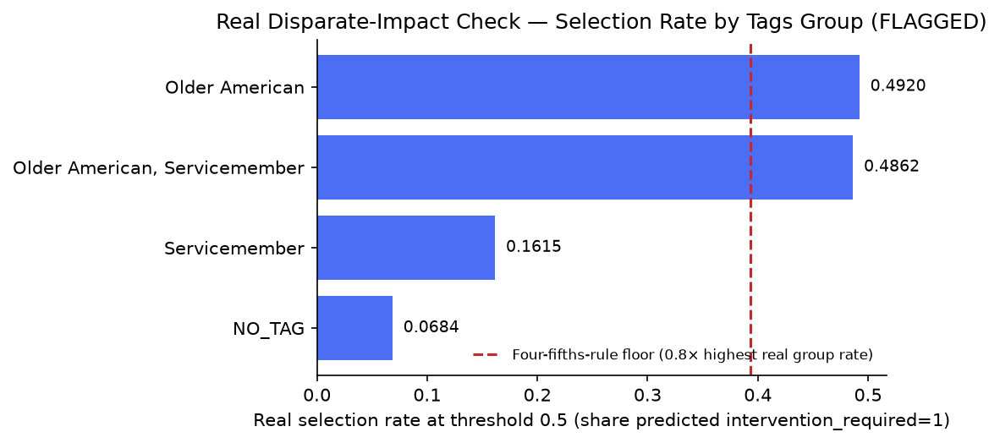 Real Disparate-Impact Check — Selection Rate by Tags Group (FLAGGED)
Older American
0.4920
Older American, Servicemember
0.4862
Servicemember
0.1615
NO_TAG
0.0684
Four-fifths-rule floor (0.8× highest real group rate)
0.0 0.1 0.2 0.3 0.4 0.5
Real selection rate at threshold 0.5 (share predicted intervention_required=1)